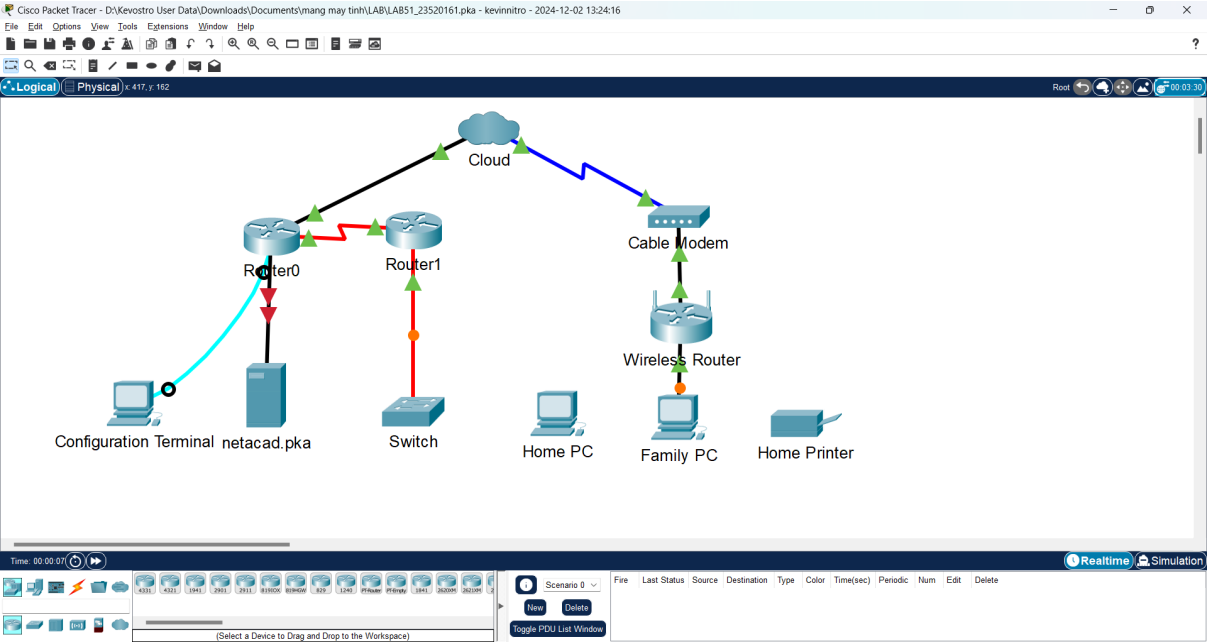 Cisco Packet Tracer - D:\Kevostro User Data\Downloads\Documents\mang may tinh\LAB\LAB51_23520161.pka - kevinnitro - 2024-12-02 13:24:16
File Edit Options View Tools Extensions Window Help
?
Logical Physical x: 417, y: 162 Root 00:03:30
Cloud
Cable Modem
Router0
Router1
Wireless Router
Configuration Terminal
netacad.pka
Switch
Home PC
Family PC
Home Printer
Time: 00:00:07 Realtime Simulation
4331 4321 1941 2901 2911 819IOX 819HGW 829 1240 PT-Router PT-Empty 1841 2620XM 2621XM
(Select a Device to Drag and Drop to the Workspace)
Scenario 0
New Delete
Toggle PDU List Window
Fire Last Status Source Destination Type Color Time(sec) Periodic Num Edit Delete